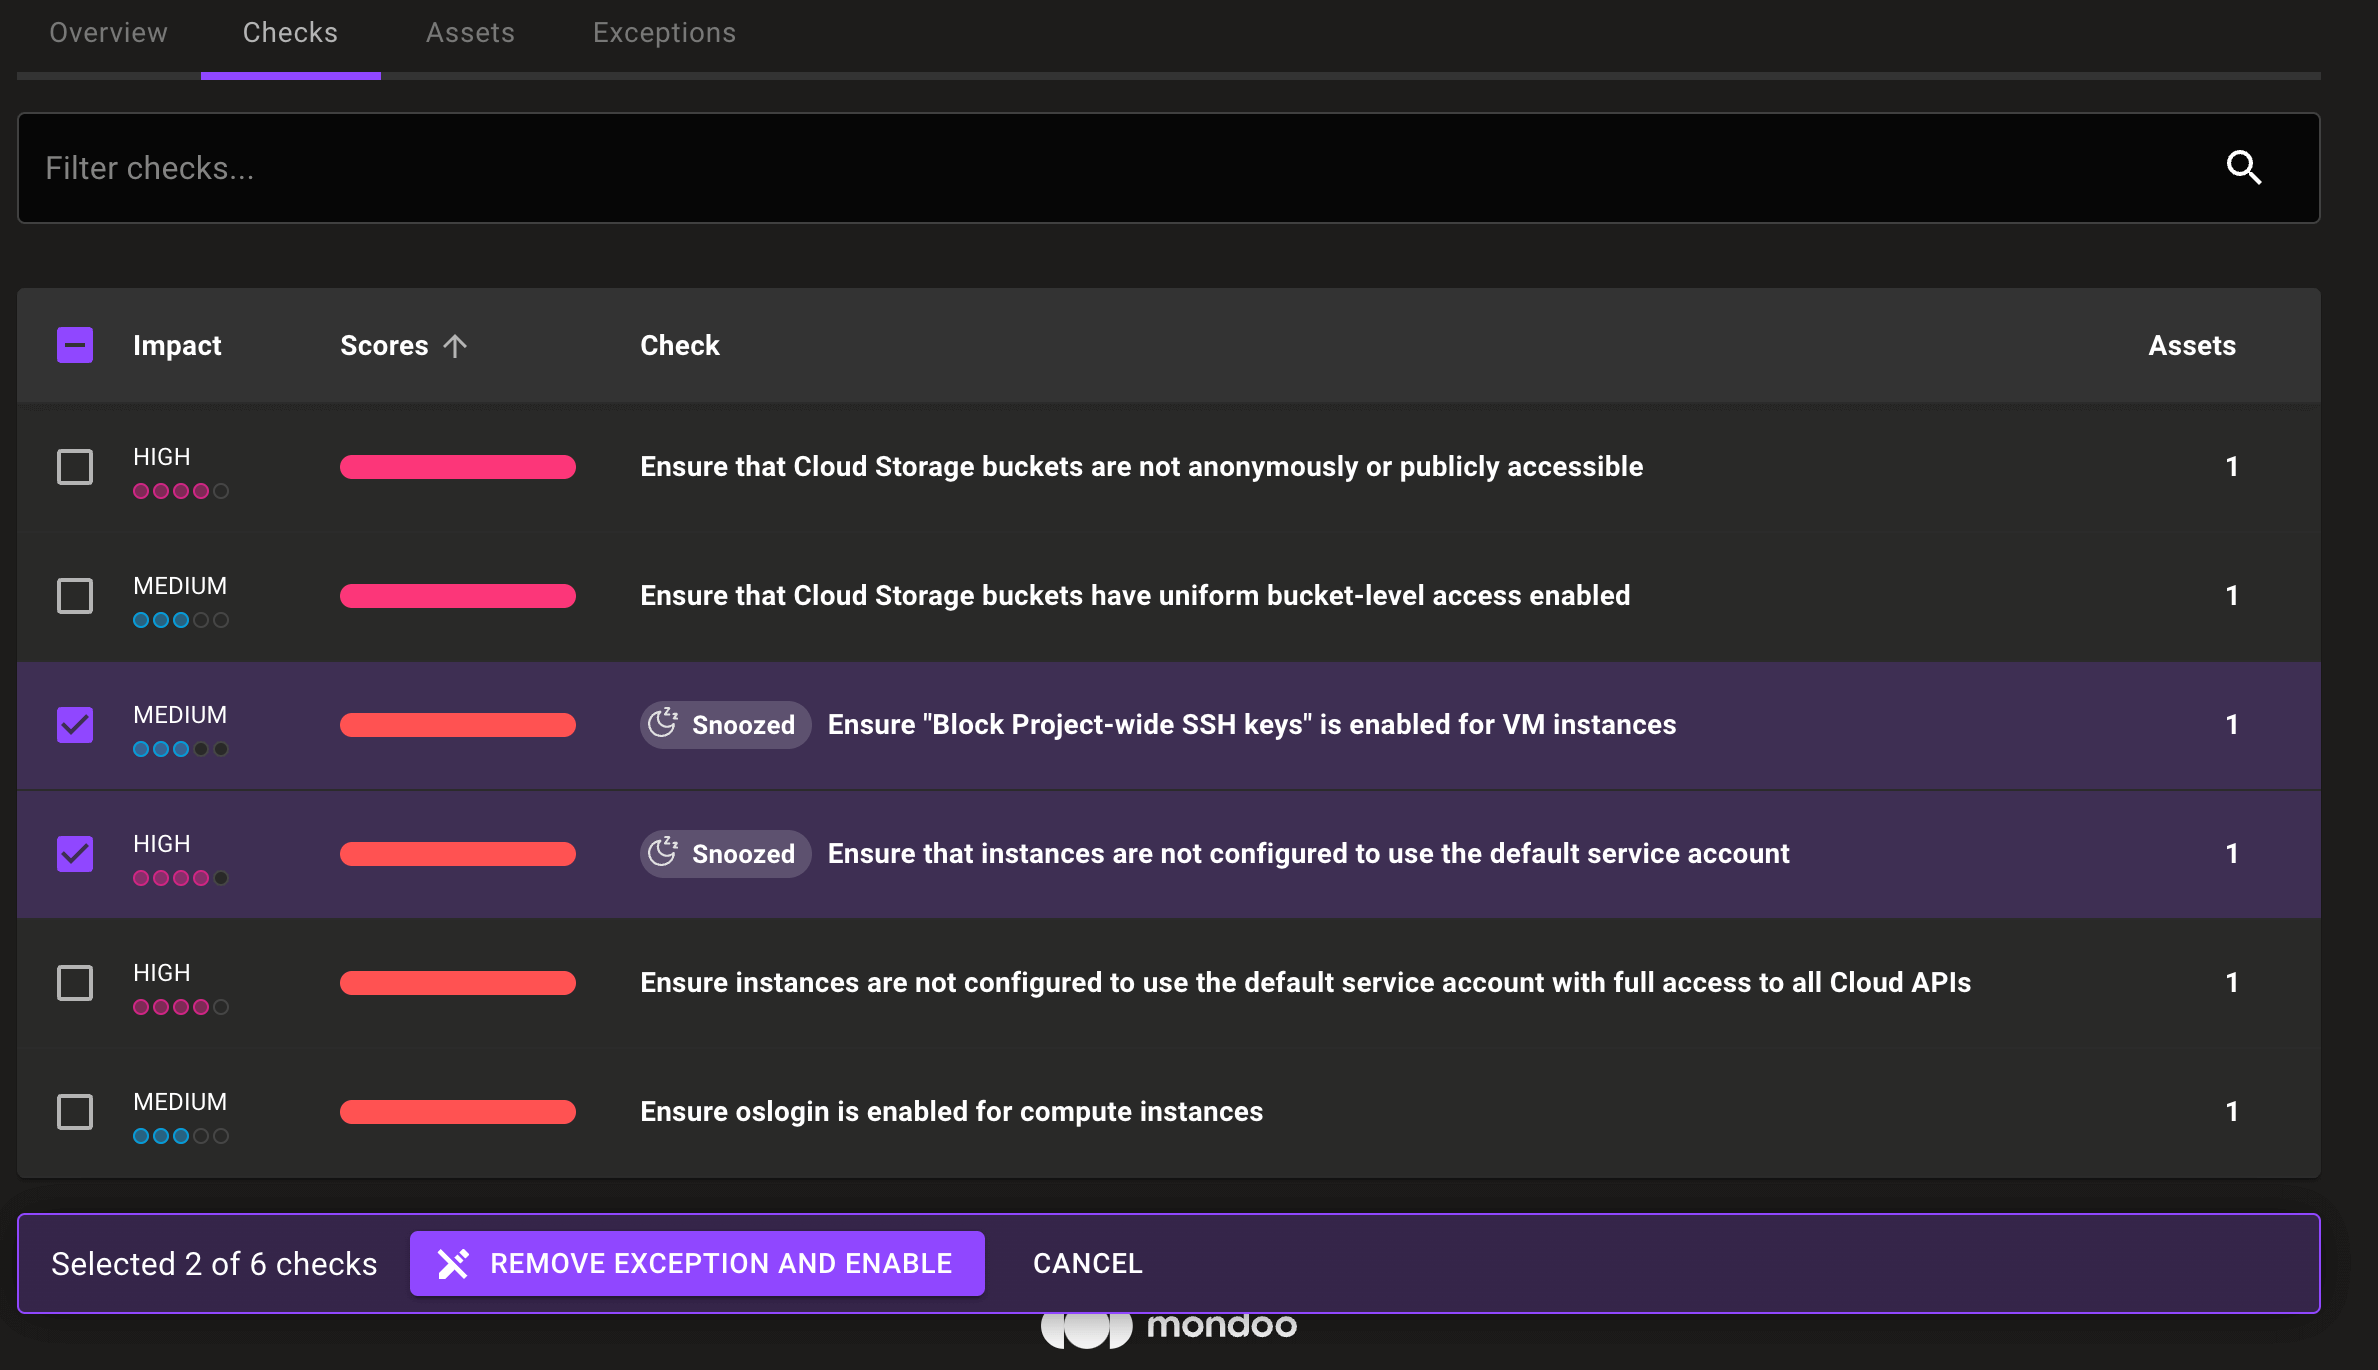 Overview Checks Assets Exceptions
Filter checks...
Impact Scores Check Assets
HIGH Ensure that Cloud Storage buckets are not anonymously or publicly accessible 1
MEDIUM Ensure that Cloud Storage buckets have uniform bucket-level access enabled 1
MEDIUM Snoozed Ensure "Block Project-wide SSH keys" is enabled for VM instances 1
HIGH Snoozed Ensure that instances are not configured to use the default service account 1
HIGH Ensure instances are not configured to use the default service account with full access to all Cloud APIs 1
MEDIUM Ensure oslogin is enabled for compute instances 1
Selected 2 of 6 checks REMOVE EXCEPTION AND ENABLE CANCEL
mondoo